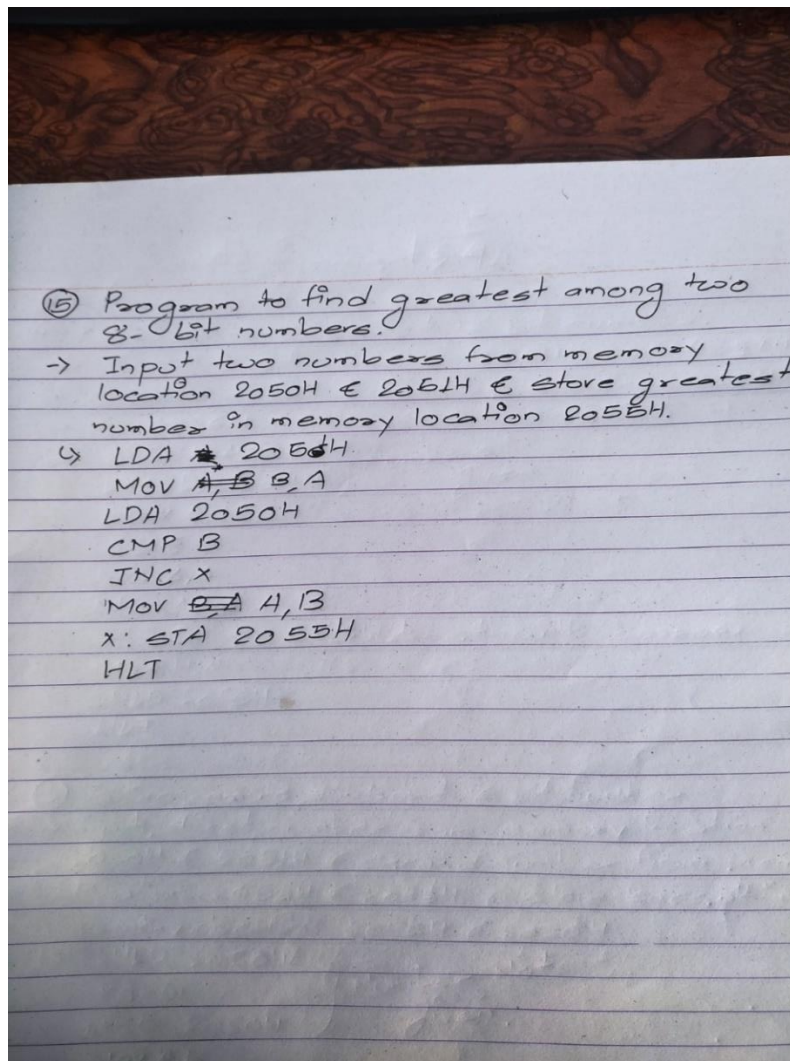 15 Program to find greatest among two
8-bit numbers.
→ Input two numbers from memory
location 2050H & 2051H & store greatest
number in memory location 2055H.
↳ LDA 2051H
MOV B, A
LDA 2050H
CMP B
JNC X
MOV A, B
X: STA 2055H
HLT